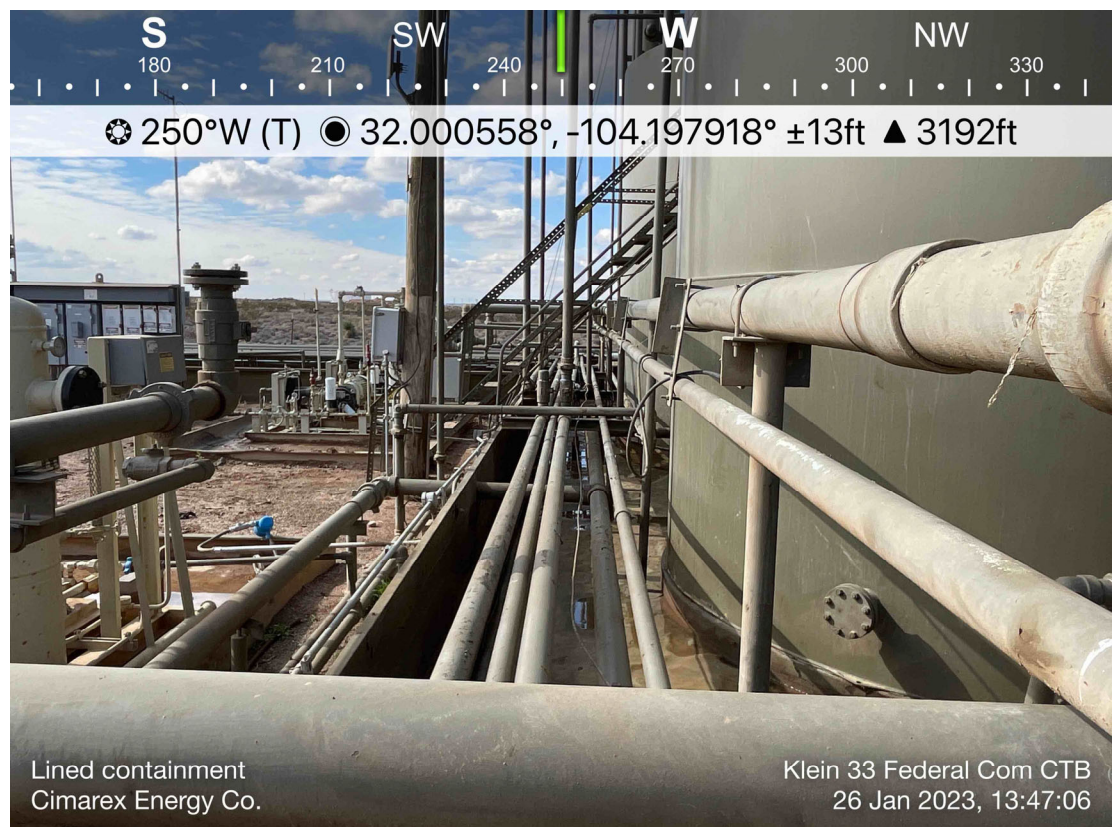 S SW W NW
180 210 240 270 300 330
250°W (T) 32.000558°, -104.197918° ±13ft ▲ 3192ft
Lined containment
Cimarex Energy Co.
Klein 33 Federal Com CTB
26 Jan 2023, 13:47:06